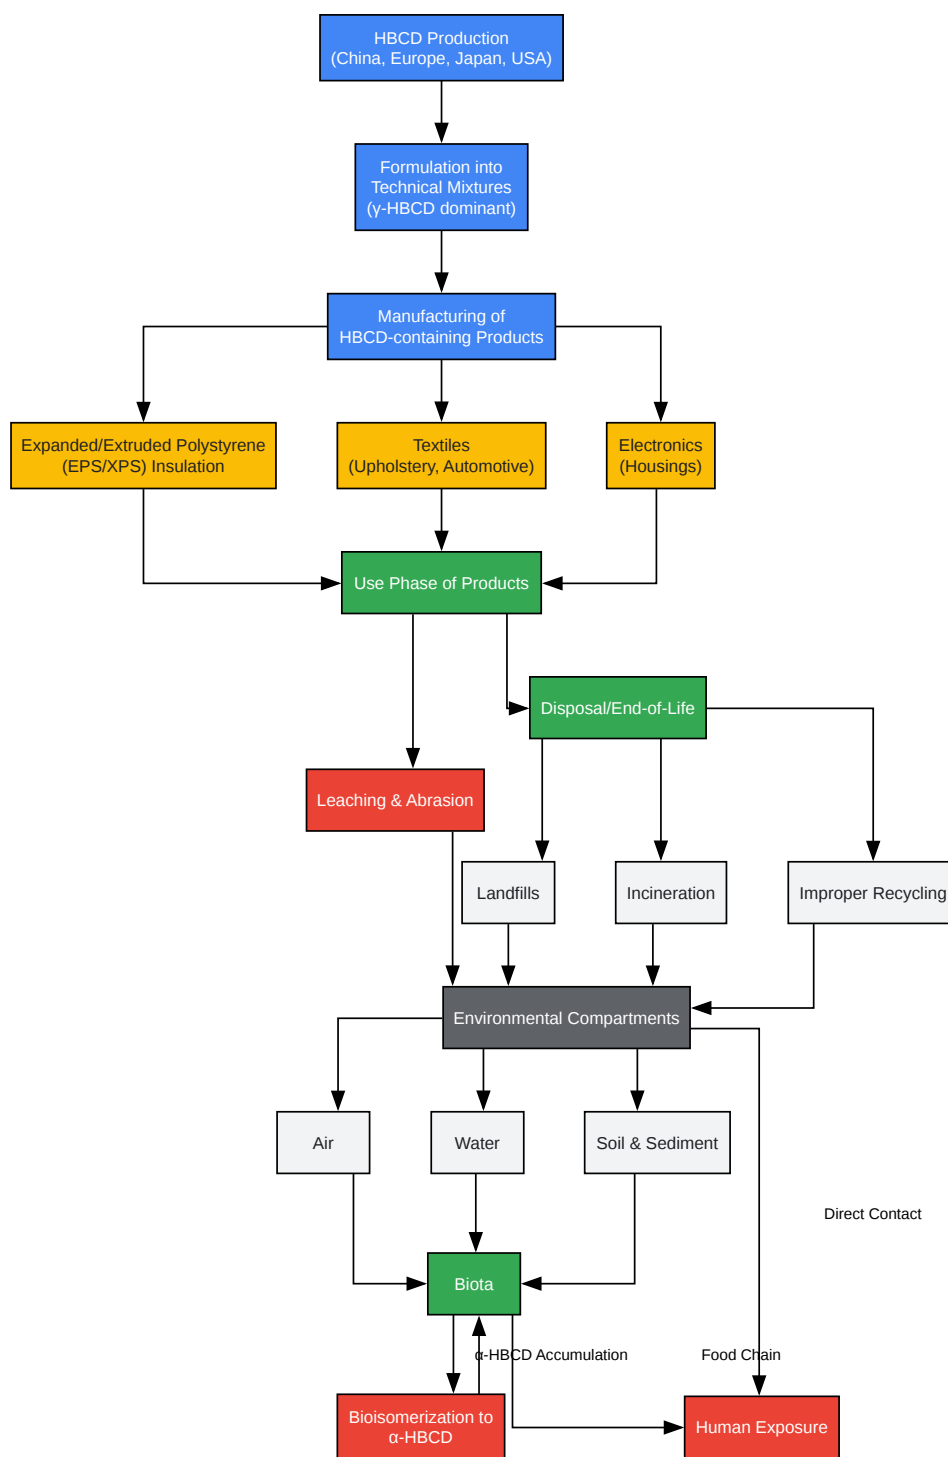 HBCD Production
(China, Europe, Japan, USA)
Formulation into
Technical Mixtures
(γ-HBCD dominant)
Manufacturing of
HBCD-containing Products
Expanded/Extruded Polystyrene
(EPS/XPS) Insulation
Textiles
(Upholstery, Automotive)
Electronics
(Housings)
Use Phase of Products
Disposal/End-of-Life
Leaching & Abrasion
Landfills
Incineration
Improper Recycling
Environmental Compartments
Air
Water
Soil & Sediment
Direct Contact
Biota
α-HBCD Accumulation
Food Chain
Bioisomerization to
α-HBCD
Human Exposure